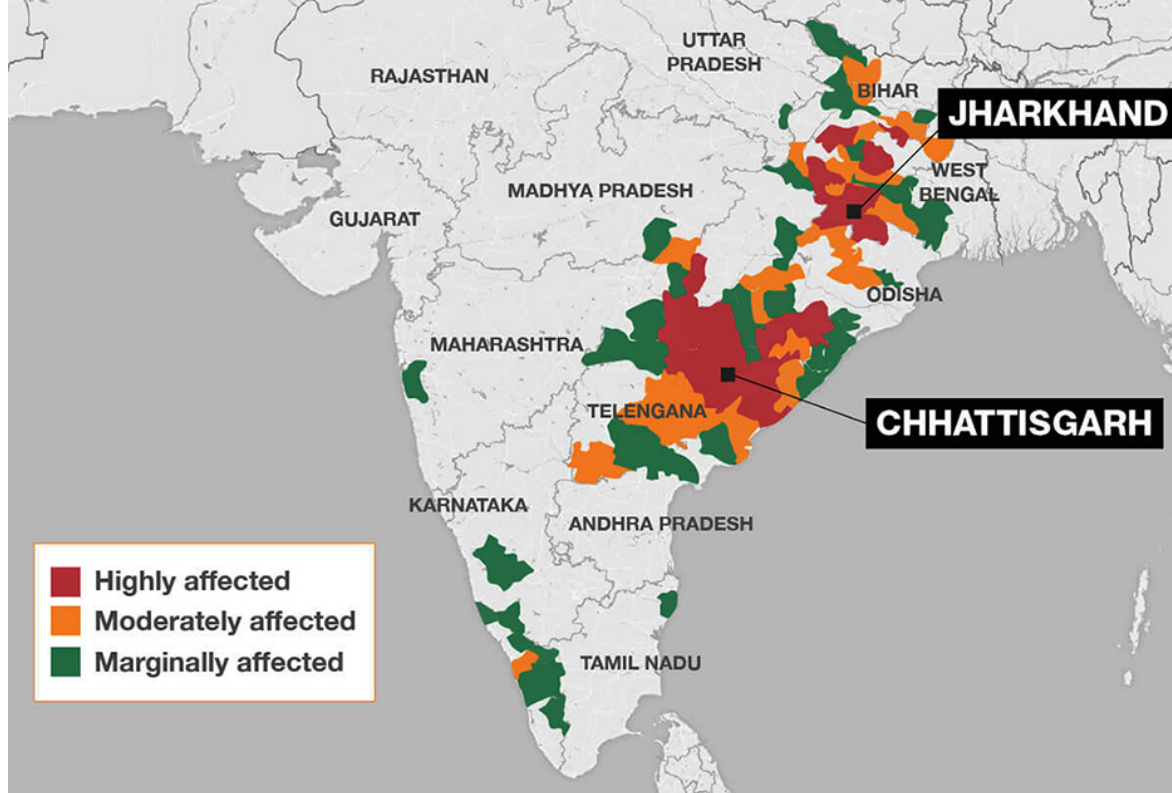 UTTAR
PRADESH
RAJASTHAN
BIHAR
JHARKHAND
MADHYA PRADESH
WEST
BENGAL
GUJARAT
ODISHA
MAHARASHTRA
TELENGANA
CHHATTISGARH
KARNATAKA
ANDHRA PRADESH
Highly affected
Moderately affected
Marginally affected
TAMIL NADU